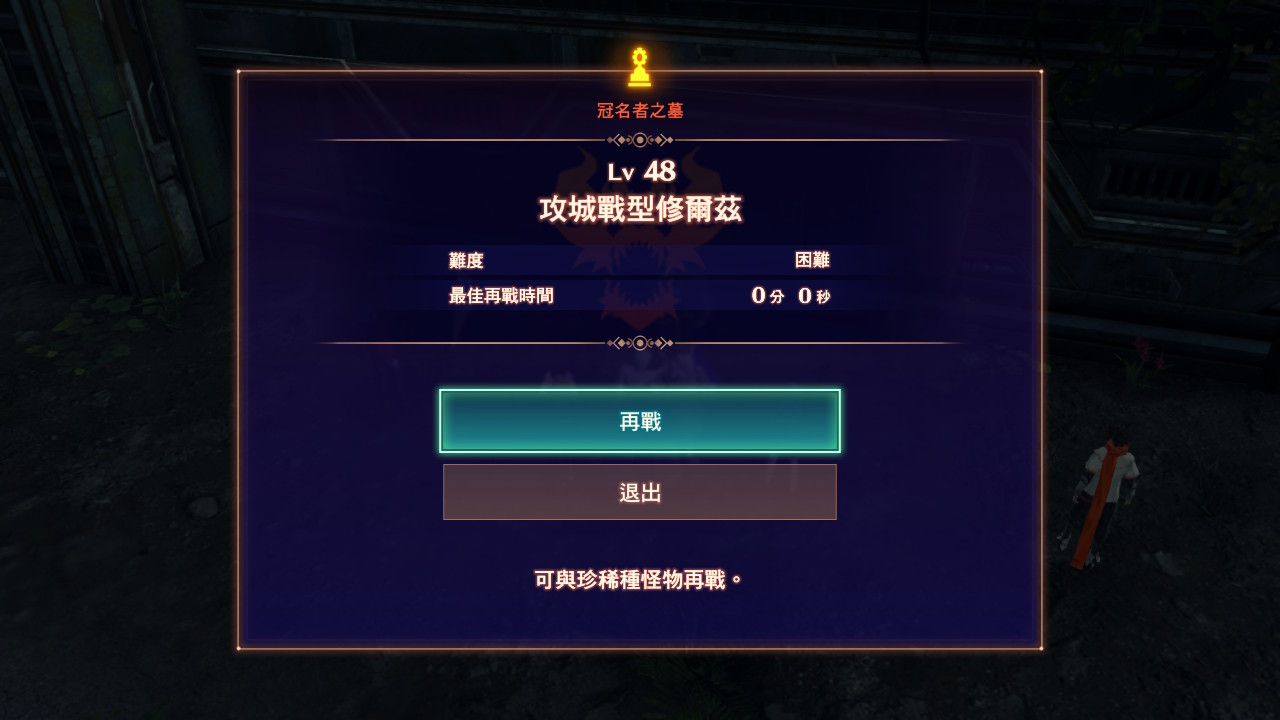 冠名者之墓
Lv 48
攻城戰型修爾茲
難度 困難
最佳再戰時間 0分 0秒
再戰
退出
可與珍稀種怪物再戰。